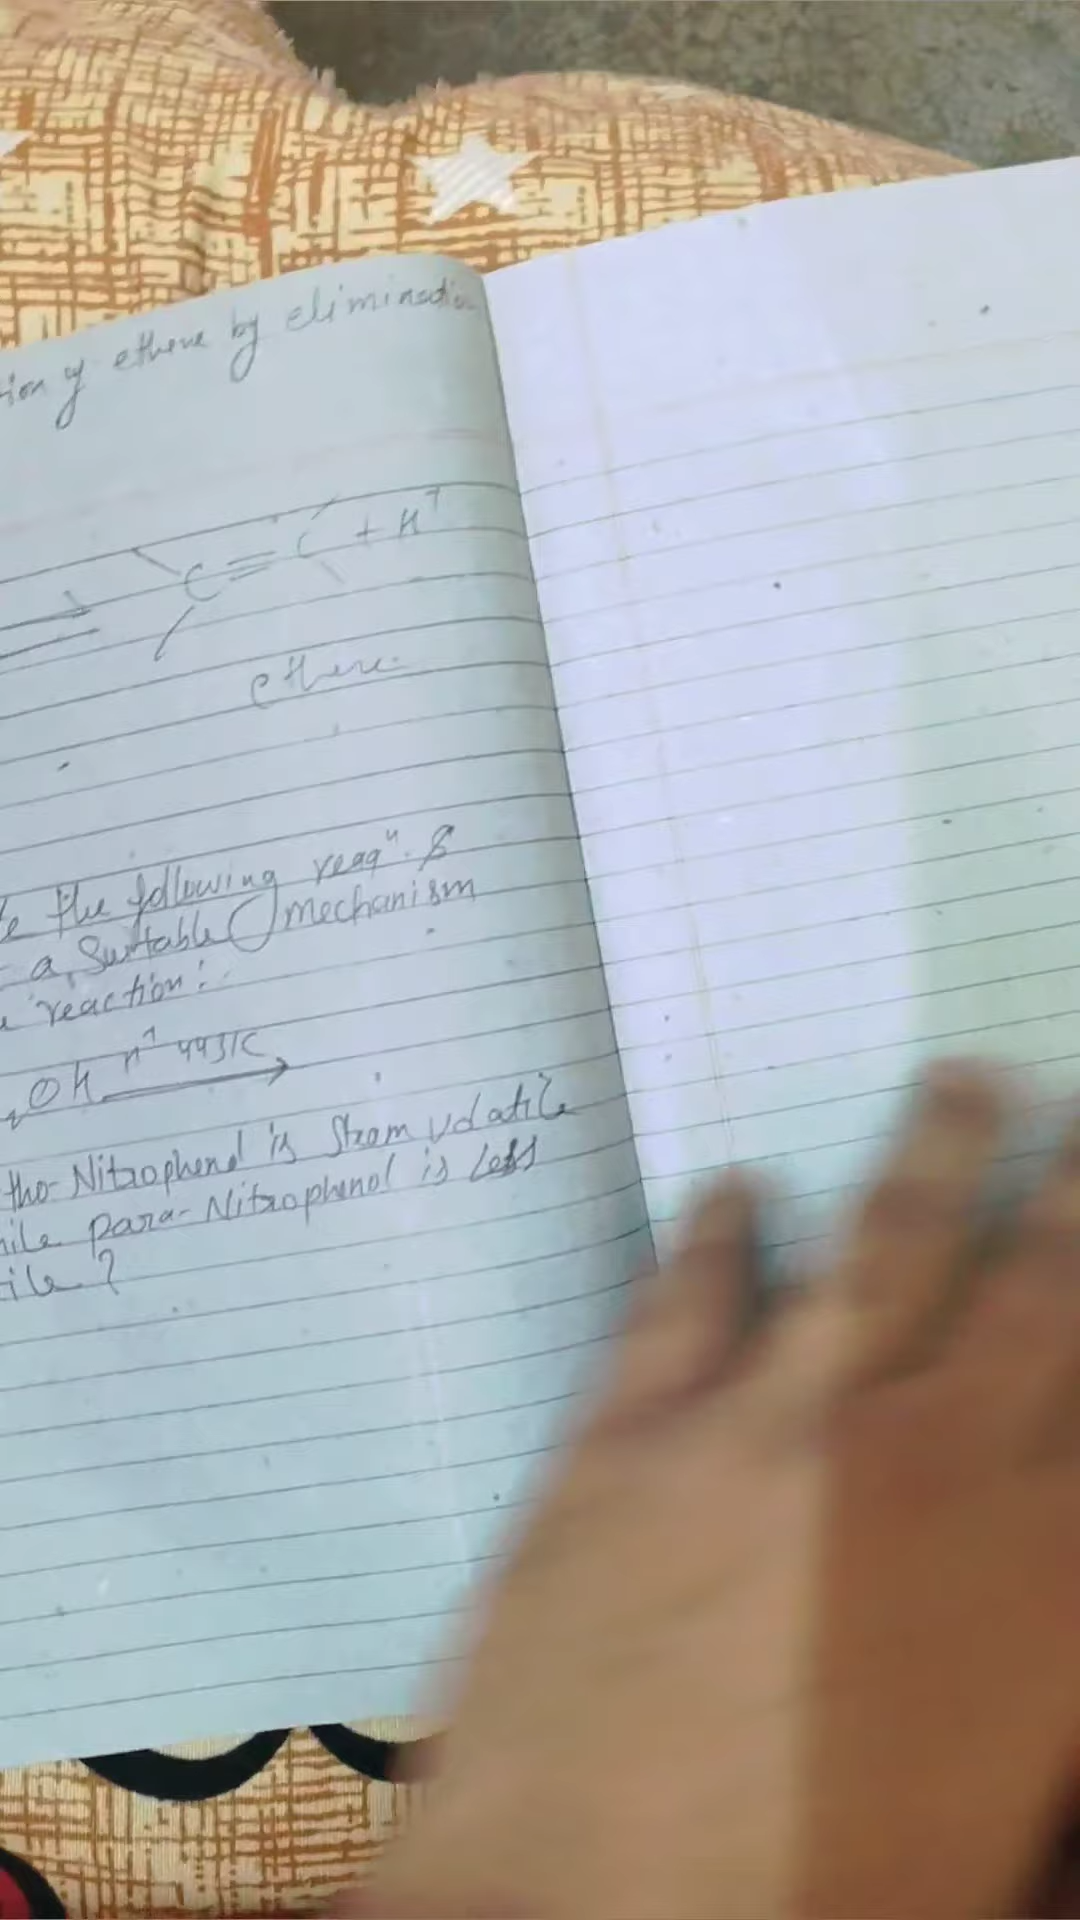 ion of ethene by elimination
C = C + H+
ethene.
the following reaqn. &
a suitable mechanism
reaction :
OH H+ 443K
tho-Nitrophenol is Steam volatile
hile para-Nitrophenol is Less
tile ?